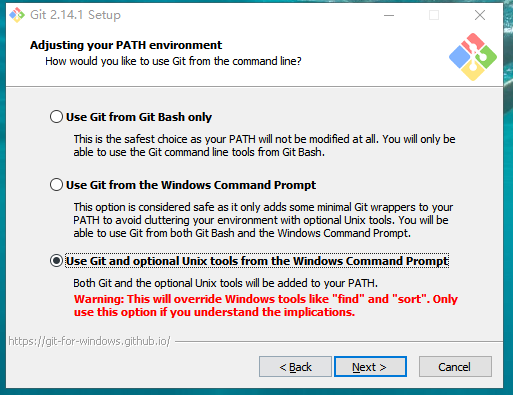 Git 2.14.1 Setup
Adjusting your PATH environment
How would you like to use Git from the command line?
Use Git from Git Bash only
This is the safest choice as your PATH will not be modified at all. You will only be
able to use the Git command line tools from Git Bash.
Use Git from the Windows Command Prompt
This option is considered safe as it only adds some minimal Git wrappers to your
PATH to avoid cluttering your environment with optional Unix tools. You will be
able to use Git from both Git Bash and the Windows Command Prompt.
Use Git and optional Unix tools from the Windows Command Prompt
Both Git and the optional Unix tools will be added to your PATH.
Warning: This will override Windows tools like "find" and "sort". Only
use this option if you understand the implications.
https://git-for-windows.github.io/
< Back
Next >
Cancel